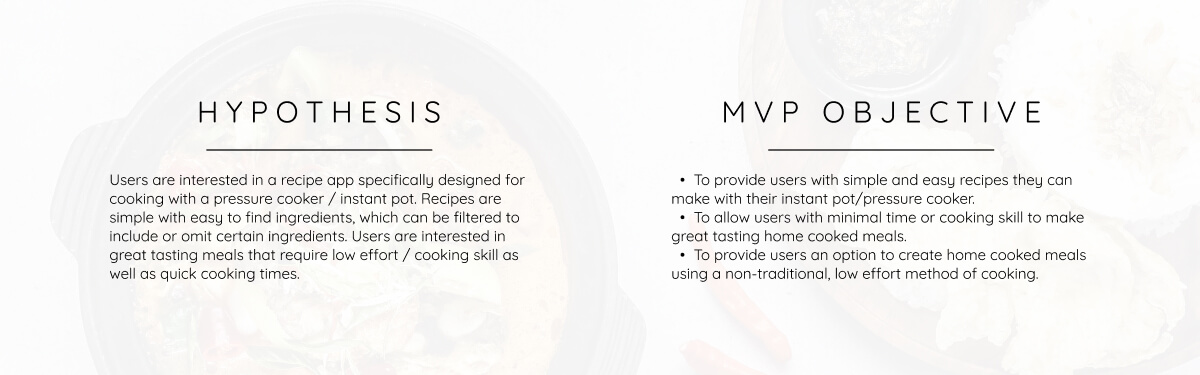 HYPOTHESIS
Users are interested in a recipe app specifically designed for
cooking with a pressure cooker / instant pot. Recipes are
simple with easy to find ingredients, which can be filtered to
include or omit certain ingredients. Users are interested in
great tasting meals that require low effort / cooking skill as
well as quick cooking times.
MVP OBJECTIVE
• To provide users with simple and easy recipes they can
make with their instant pot/pressure cooker.
• To allow users with minimal time or cooking skill to make
great tasting home cooked meals.
• To provide users an option to create home cooked meals
using a non-traditional, low effort method of cooking.